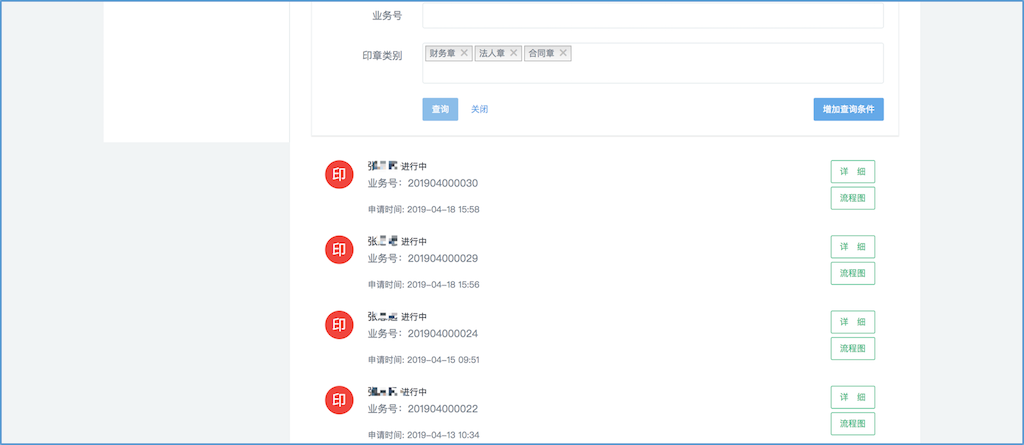 业务号
印章类别 财务章 × 法人章 × 合同章 ×
查询 关闭 增加查询条件
印 张 进行中 详 细
业务号：201904000030
流程图
申请时间: 2019-04-18 15:58
印 张 进行中 详 细
业务号：201904000029
流程图
申请时间: 2019-04-18 15:56
印 张 进行中 详 细
业务号：201904000024
流程图
申请时间: 2019-04-15 09:51
印 张 进行中 详 细
业务号：201904000022
流程图
申请时间: 2019-04-13 10:34